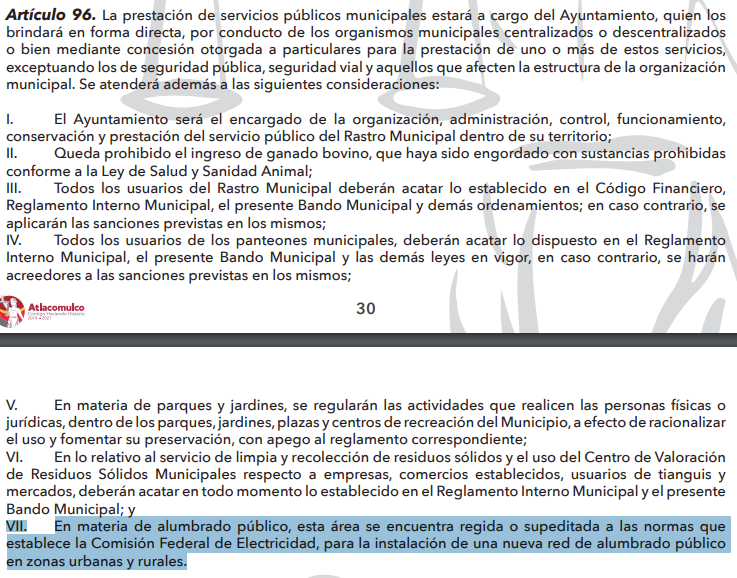 Artículo 96. La prestación de servicios públicos municipales estará a cargo del Ayuntamiento, quien los
brindará en forma directa, por conducto de los organismos municipales centralizados o descentralizados
o bien mediante concesión otorgada a particulares para la prestación de uno o más de estos servicios,
exceptuando los de seguridad pública, seguridad vial y aquellos que afecten la estructura de la organización
municipal. Se atenderá además a las siguientes consideraciones:
I. El Ayuntamiento será el encargado de la organización, administración, control, funcionamiento,
conservación y prestación del servicio público del Rastro Municipal dentro de su territorio;
II. Queda prohibido el ingreso de ganado bovino, que haya sido engordado con sustancias prohibidas
conforme a la Ley de Salud y Sanidad Animal;
III. Todos los usuarios del Rastro Municipal deberán acatar lo establecido en el Código Financiero,
Reglamento Interno Municipal, el presente Bando Municipal y demás ordenamientos; en caso contrario, se
aplicarán las sanciones previstas en los mismos;
IV. Todos los usuarios de los panteones municipales, deberán acatar lo dispuesto en el Reglamento
Interno Municipal, el presente Bando Municipal y las demás leyes en vigor, en caso contrario, se harán
acreedores a las sanciones previstas en los mismos;
Atlacomulco
Contigo Haciendo Historia
2019 - 2021
30
V. En materia de parques y jardines, se regularán las actividades que realicen las personas físicas o
jurídicas, dentro de los parques, jardines, plazas y centros de recreación del Municipio, a efecto de racionalizar
el uso y fomentar su preservación, con apego al reglamento correspondiente;
VI. En lo relativo al servicio de limpia y recolección de residuos sólidos y el uso del Centro de Valoración
de Residuos Sólidos Municipales respecto a empresas, comercios establecidos, usuarios de tianguis y
mercados, deberán acatar en todo momento lo establecido en el Reglamento Interno Municipal y el presente
Bando Municipal; y
VII. En materia de alumbrado público, esta área se encuentra regida o supeditada a las normas que
establece la Comisión Federal de Electricidad, para la instalación de una nueva red de alumbrado público
en zonas urbanas y rurales.